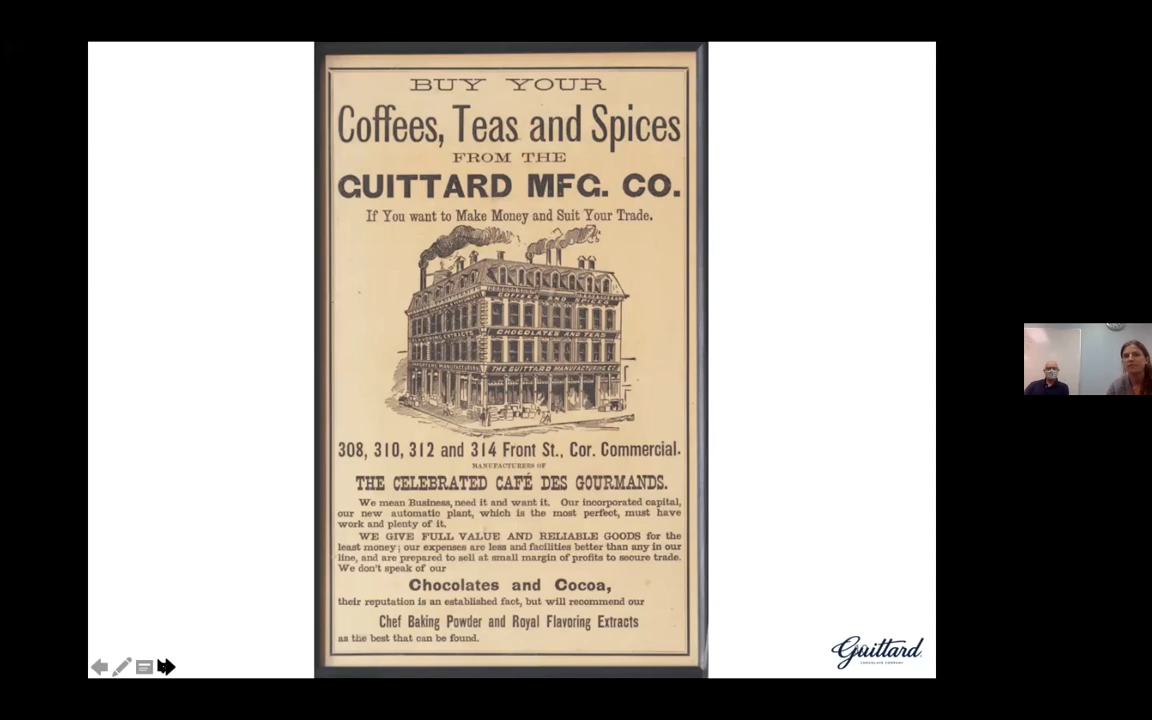 BUY YOUR
Coffees, Teas and Spices
FROM THE
GUITTARD MFG. CO.
If You want to Make Money and Suit Your Trade.
COFFEE AND SPICES
CHOCOLATES AND TEAS
THE GUITTARD MANUFACTURING CO.
308, 310, 312 and 314 Front St., Cor. Commercial.
MANUFACTURERS OF
THE CELEBRATED CAFÉ DES GOURMANDS.
We mean Business, need it and want it. Our incorporated capital,
our new automatic plant, which is the most perfect, must have
work and plenty of it.
WE GIVE FULL VALUE AND RELIABLE GOODS for the
least money; our expenses are less and facilities better than any in our
line, and are prepared to sell at small margin of profits to secure trade.
We don't speak of our
Chocolates and Cocoa,
their reputation is an established fact, but will recommend our
Chef Baking Powder and Royal Flavoring Extracts
as the best that can be found.
Guittard
CHOCOLATE COMPANY